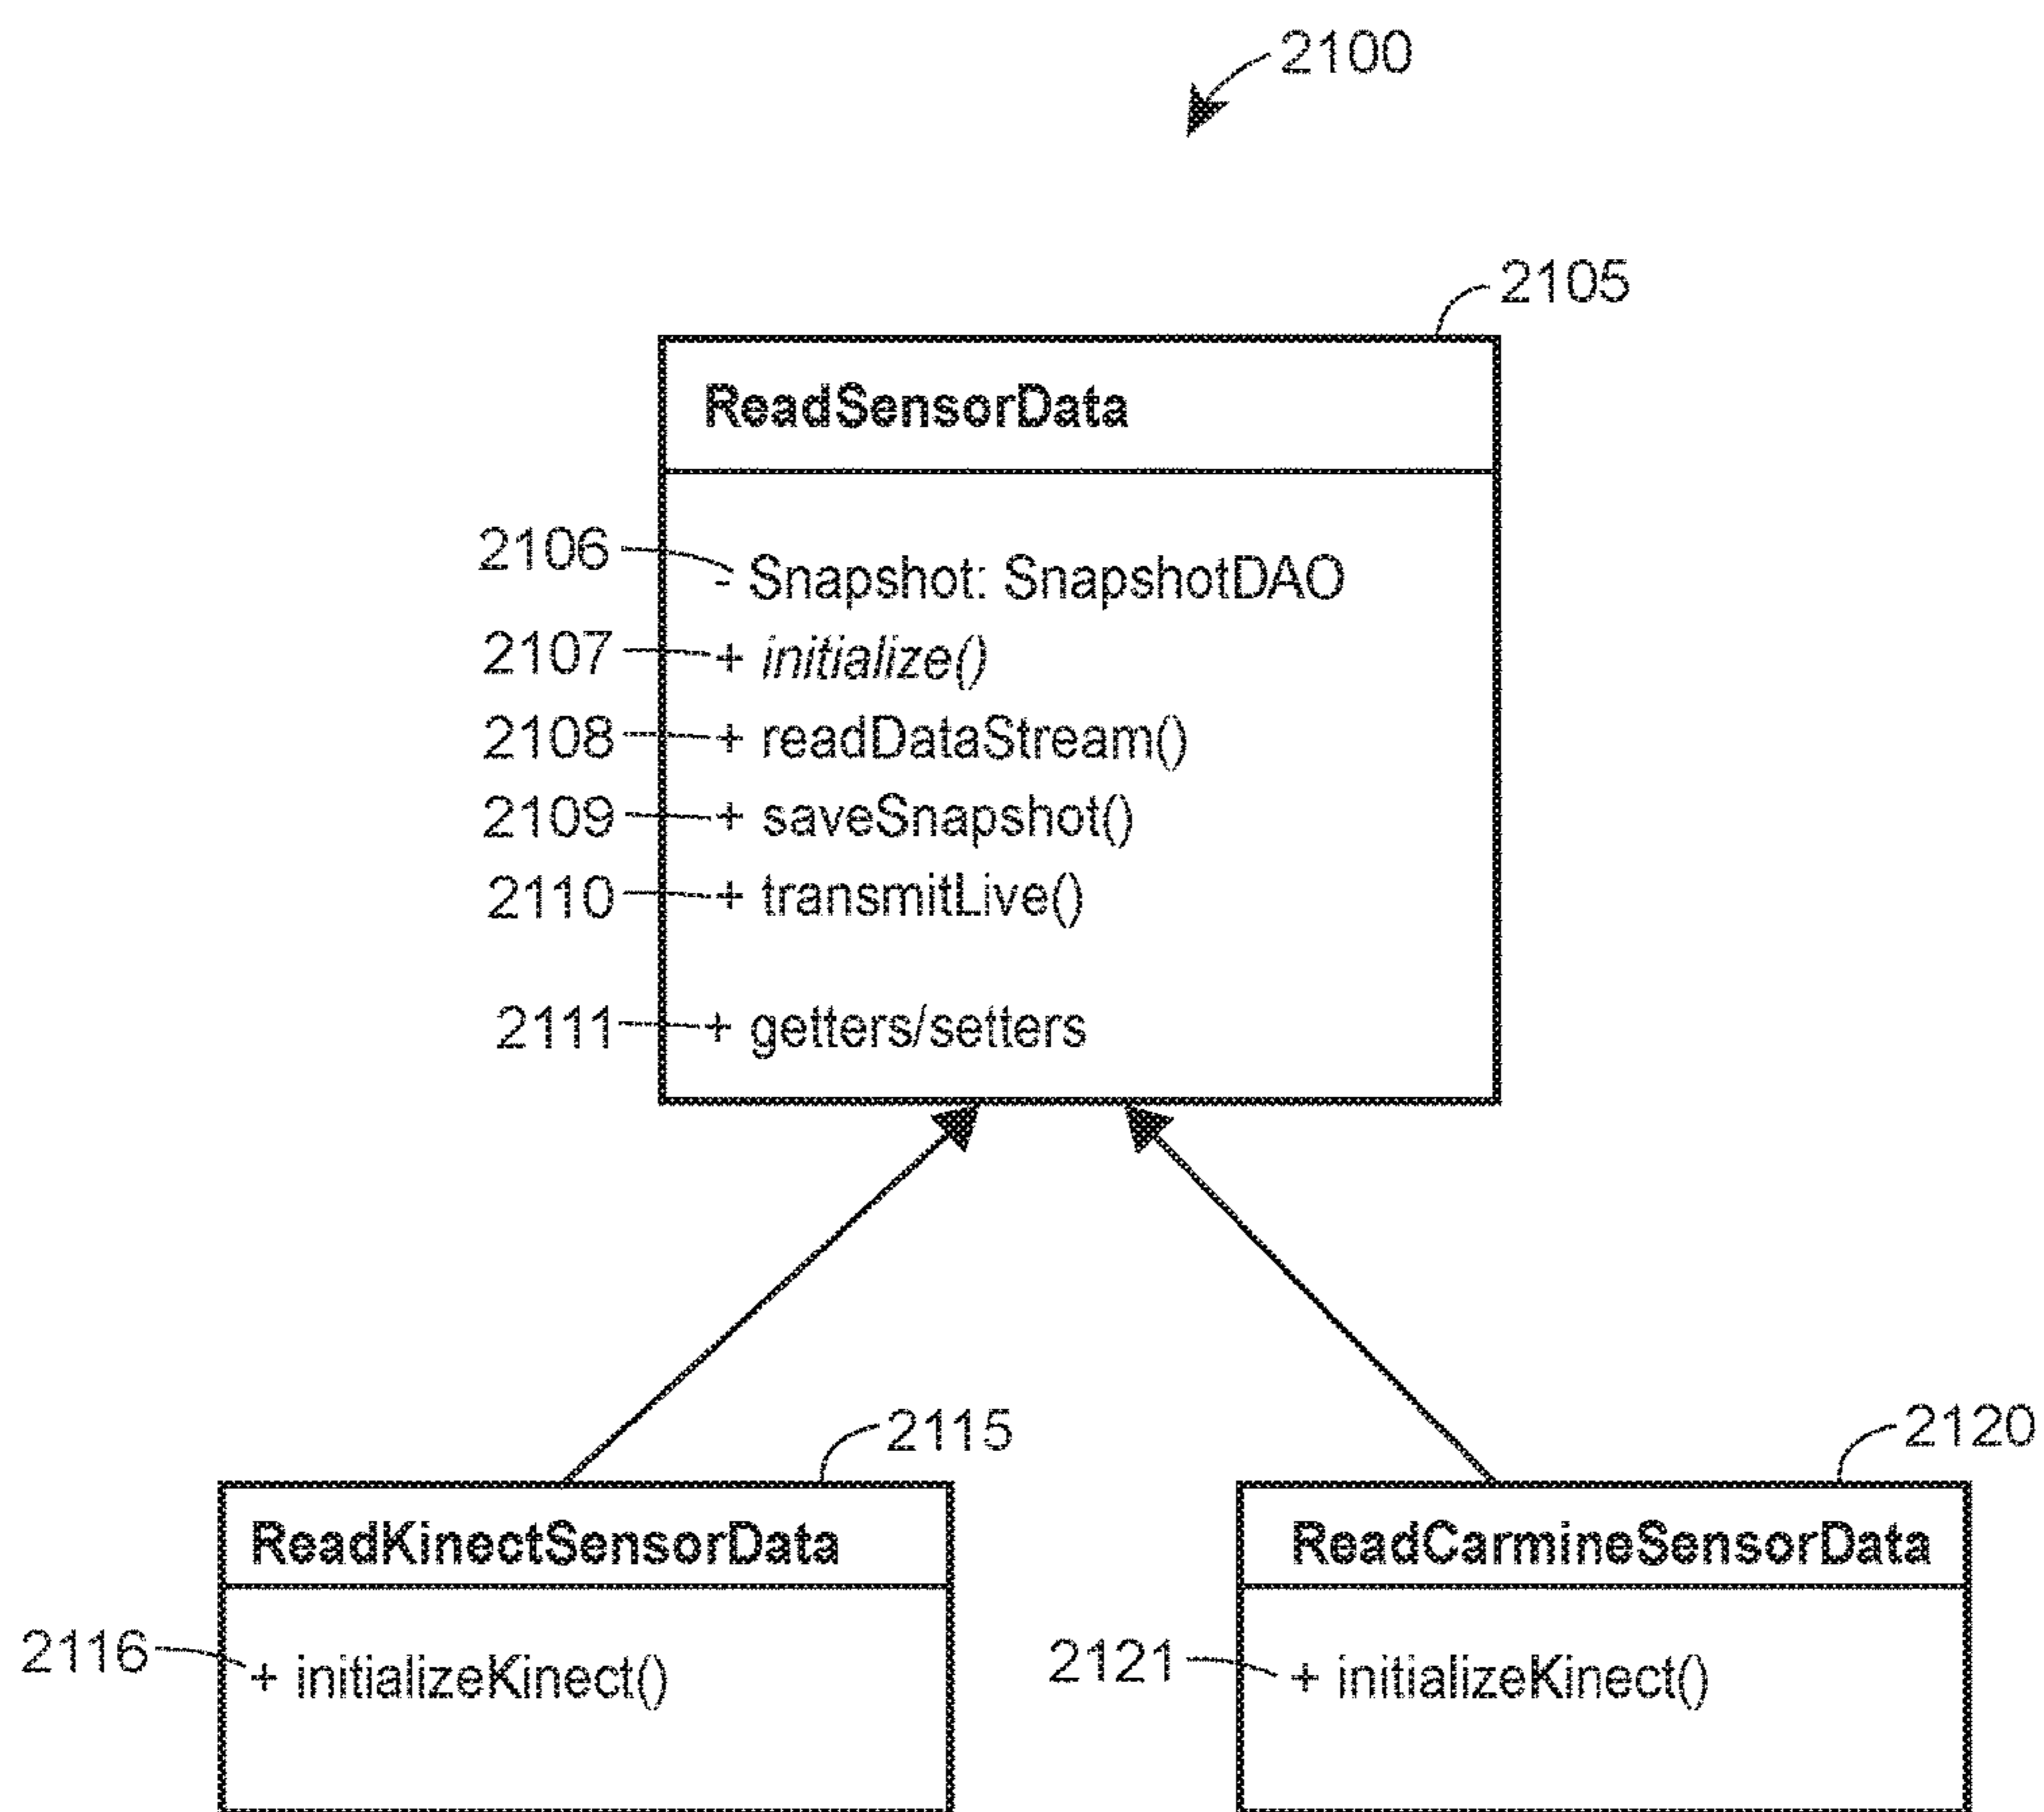 2100
2105
ReadSensorData
2106 - Snapshot: SnapshotDAO
2107 + initialize()
2108 + readDataStream()
2109 + saveSnapshot()
2110 + transmitLive()
2111 + getters/setters
2115
2120
ReadKinectSensorData
ReadCarmineSensorData
2116 + initializeKinect()
2121 + initializeKinect()